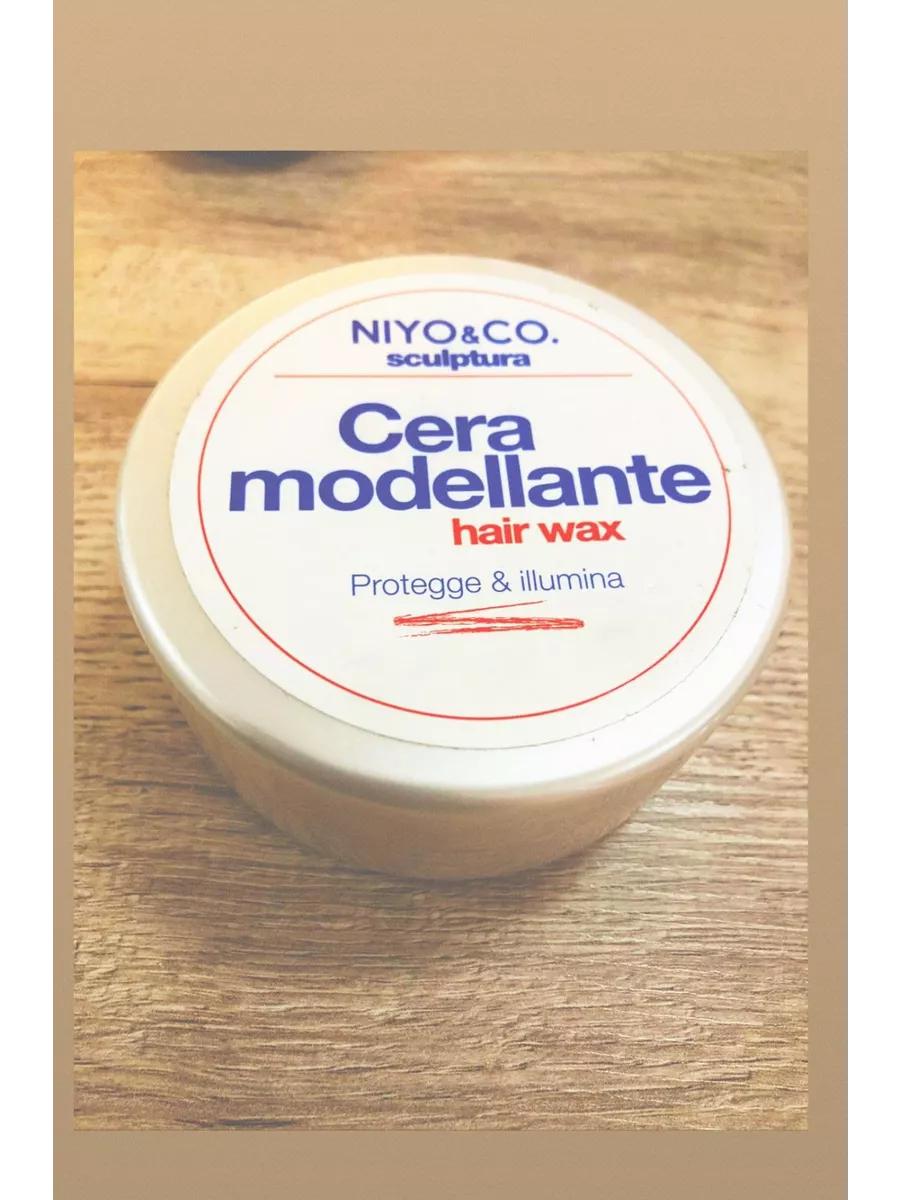 NIYO&CO.
sculptura
Cera
modellante
hair wax
Protegge & illumina